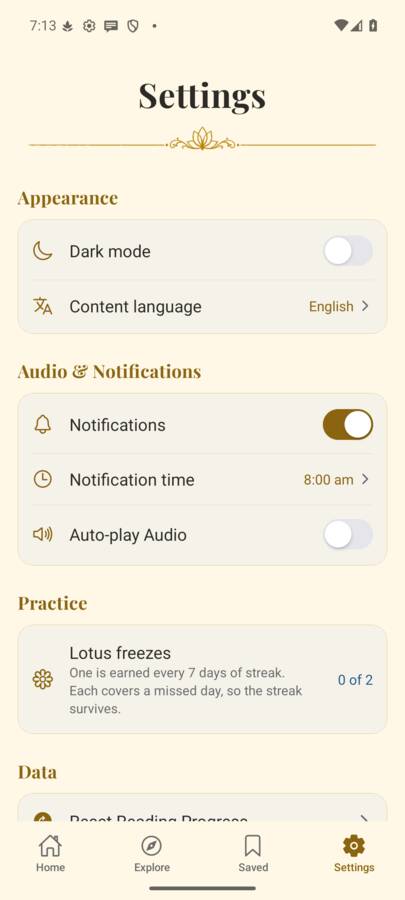 7:13
Settings
Appearance
Dark mode
Content language English
Audio & Notifications
Notifications
Notification time 8:00 am
Auto-play Audio
Practice
Lotus freezes
One is earned every 7 days of streak.
Each covers a missed day, so the streak
survives.
0 of 2
Data
Reset Reading Progress
Home Explore Saved Settings